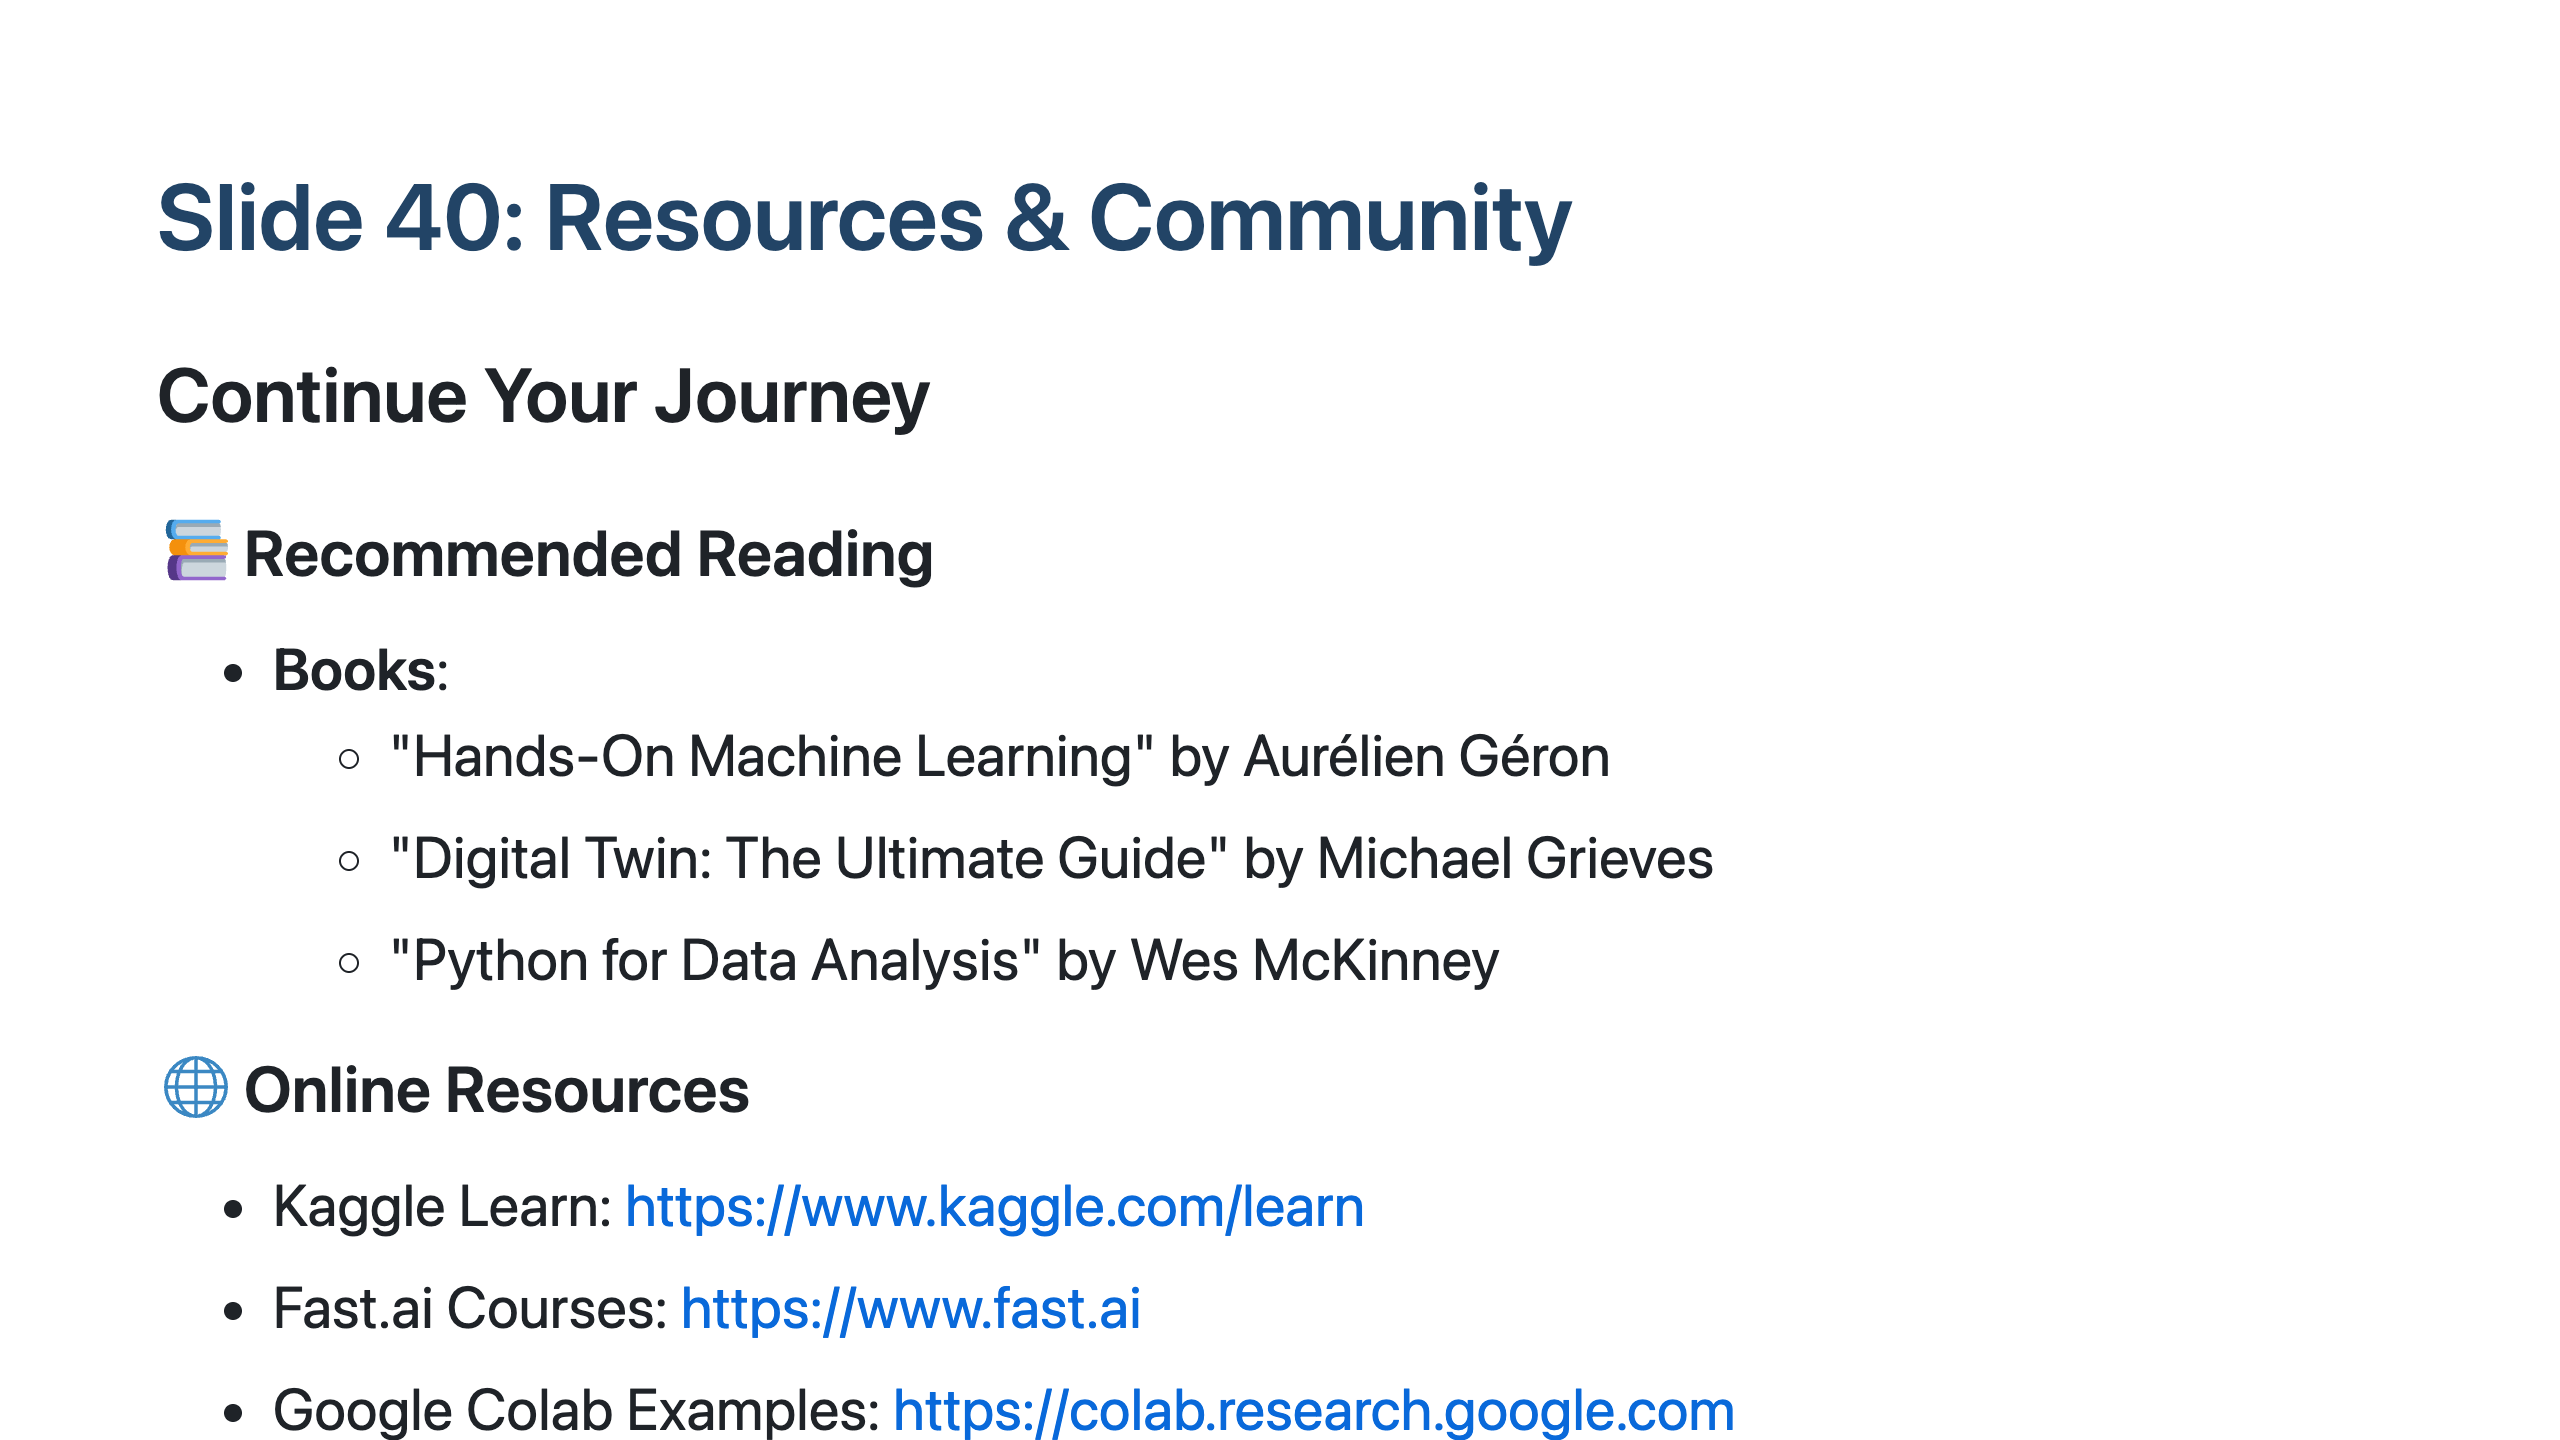 Slide 40: Resources & Community
Continue Your Journey
📚 Recommended Reading
• Books:
◦ "Hands-On Machine Learning" by Aurélien Géron
◦ "Digital Twin: The Ultimate Guide" by Michael Grieves
◦ "Python for Data Analysis" by Wes McKinney
🌐 Online Resources
• Kaggle Learn: https://www.kaggle.com/learn
• Fast.ai Courses: https://www.fast.ai
• Google Colab Examples: https://colab.research.google.com